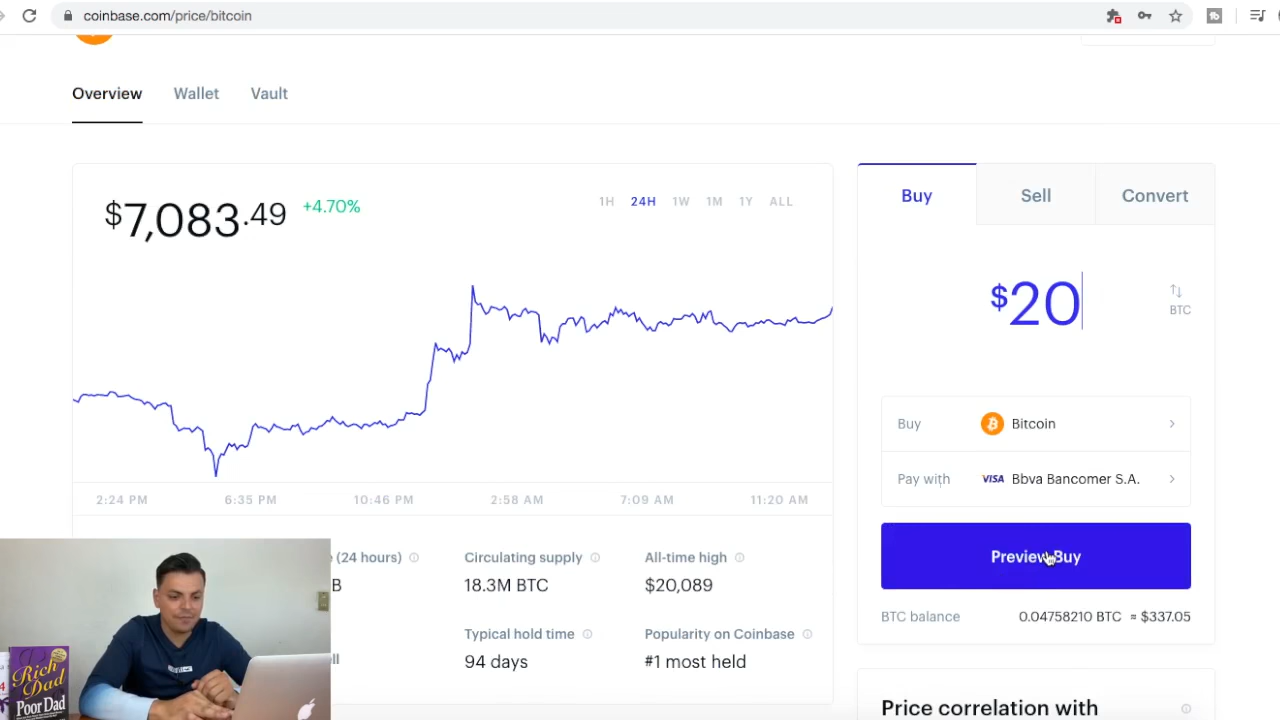 coinbase.com/price/bitcoin
Overview Wallet Vault
$7,083.49 +4.70%
1H 24H 1W 1M 1Y ALL
Buy Sell Convert
$20
BTC
Buy Bitcoin
Pay with VISA Bbva Bancomer S.A.
2:24 PM 6:35 PM 10:46 PM 2:58 AM 7:09 AM 11:20 AM
Preview Buy
(24 hours) Circulating supply All-time high
B 18.3M BTC $20,089
BTC balance 0.04758210 BTC ≈ $337.05
Typical hold time Popularity on Coinbase
94 days #1 most held
Price correlation with
Rich
Dad
Poor Dad